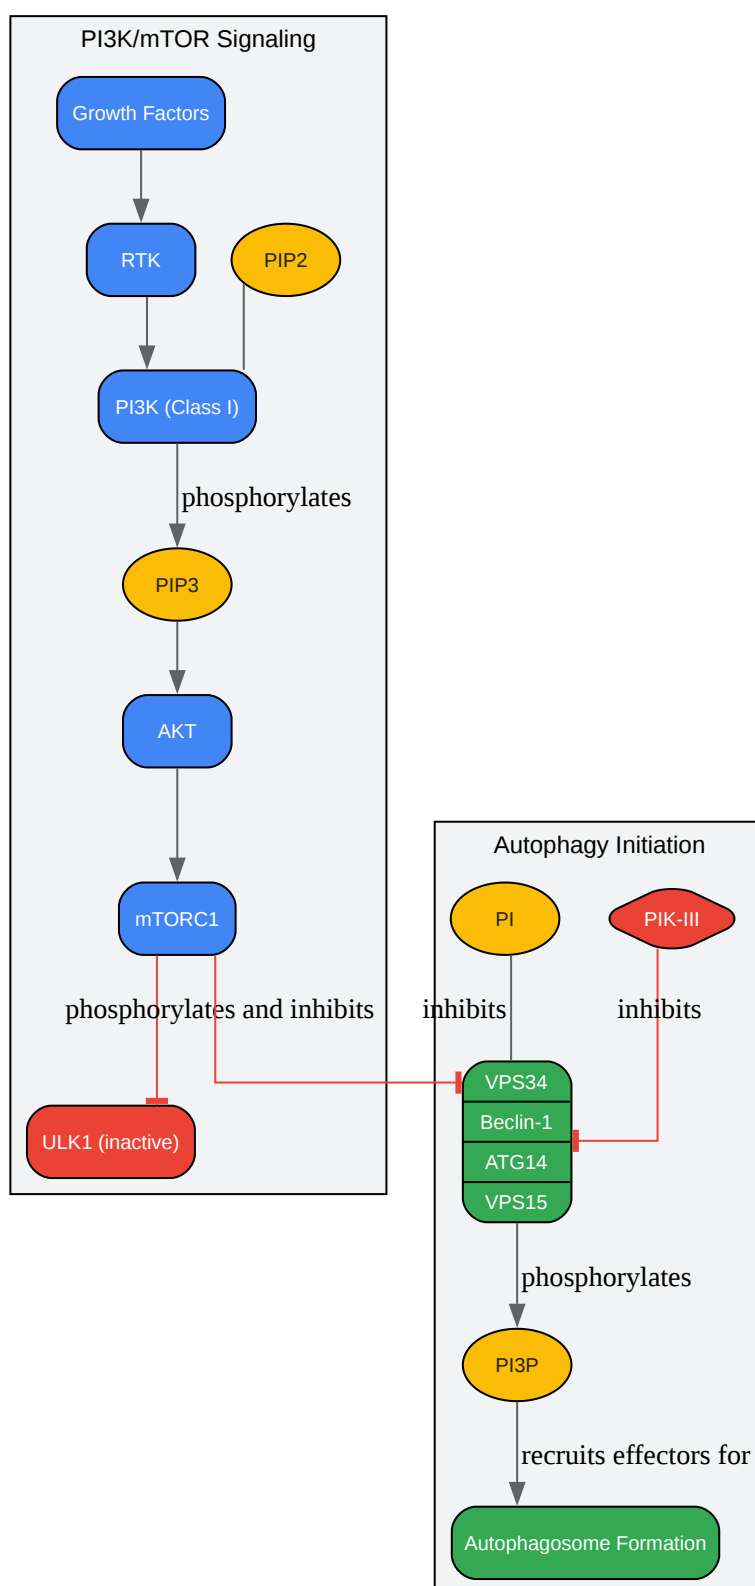 PI3K/mTOR Signaling
Growth Factors
RTK
PIP2
PI3K (Class I)
phosphorylates
PIP3
AKT
mTORC1
phosphorylates and inhibits
ULK1 (inactive)
Autophagy Initiation
PI
PIK-III
inhibits
inhibits
VPS34
Beclin-1
ATG14
VPS15
phosphorylates
PI3P
recruits effectors for
Autophagosome Formation